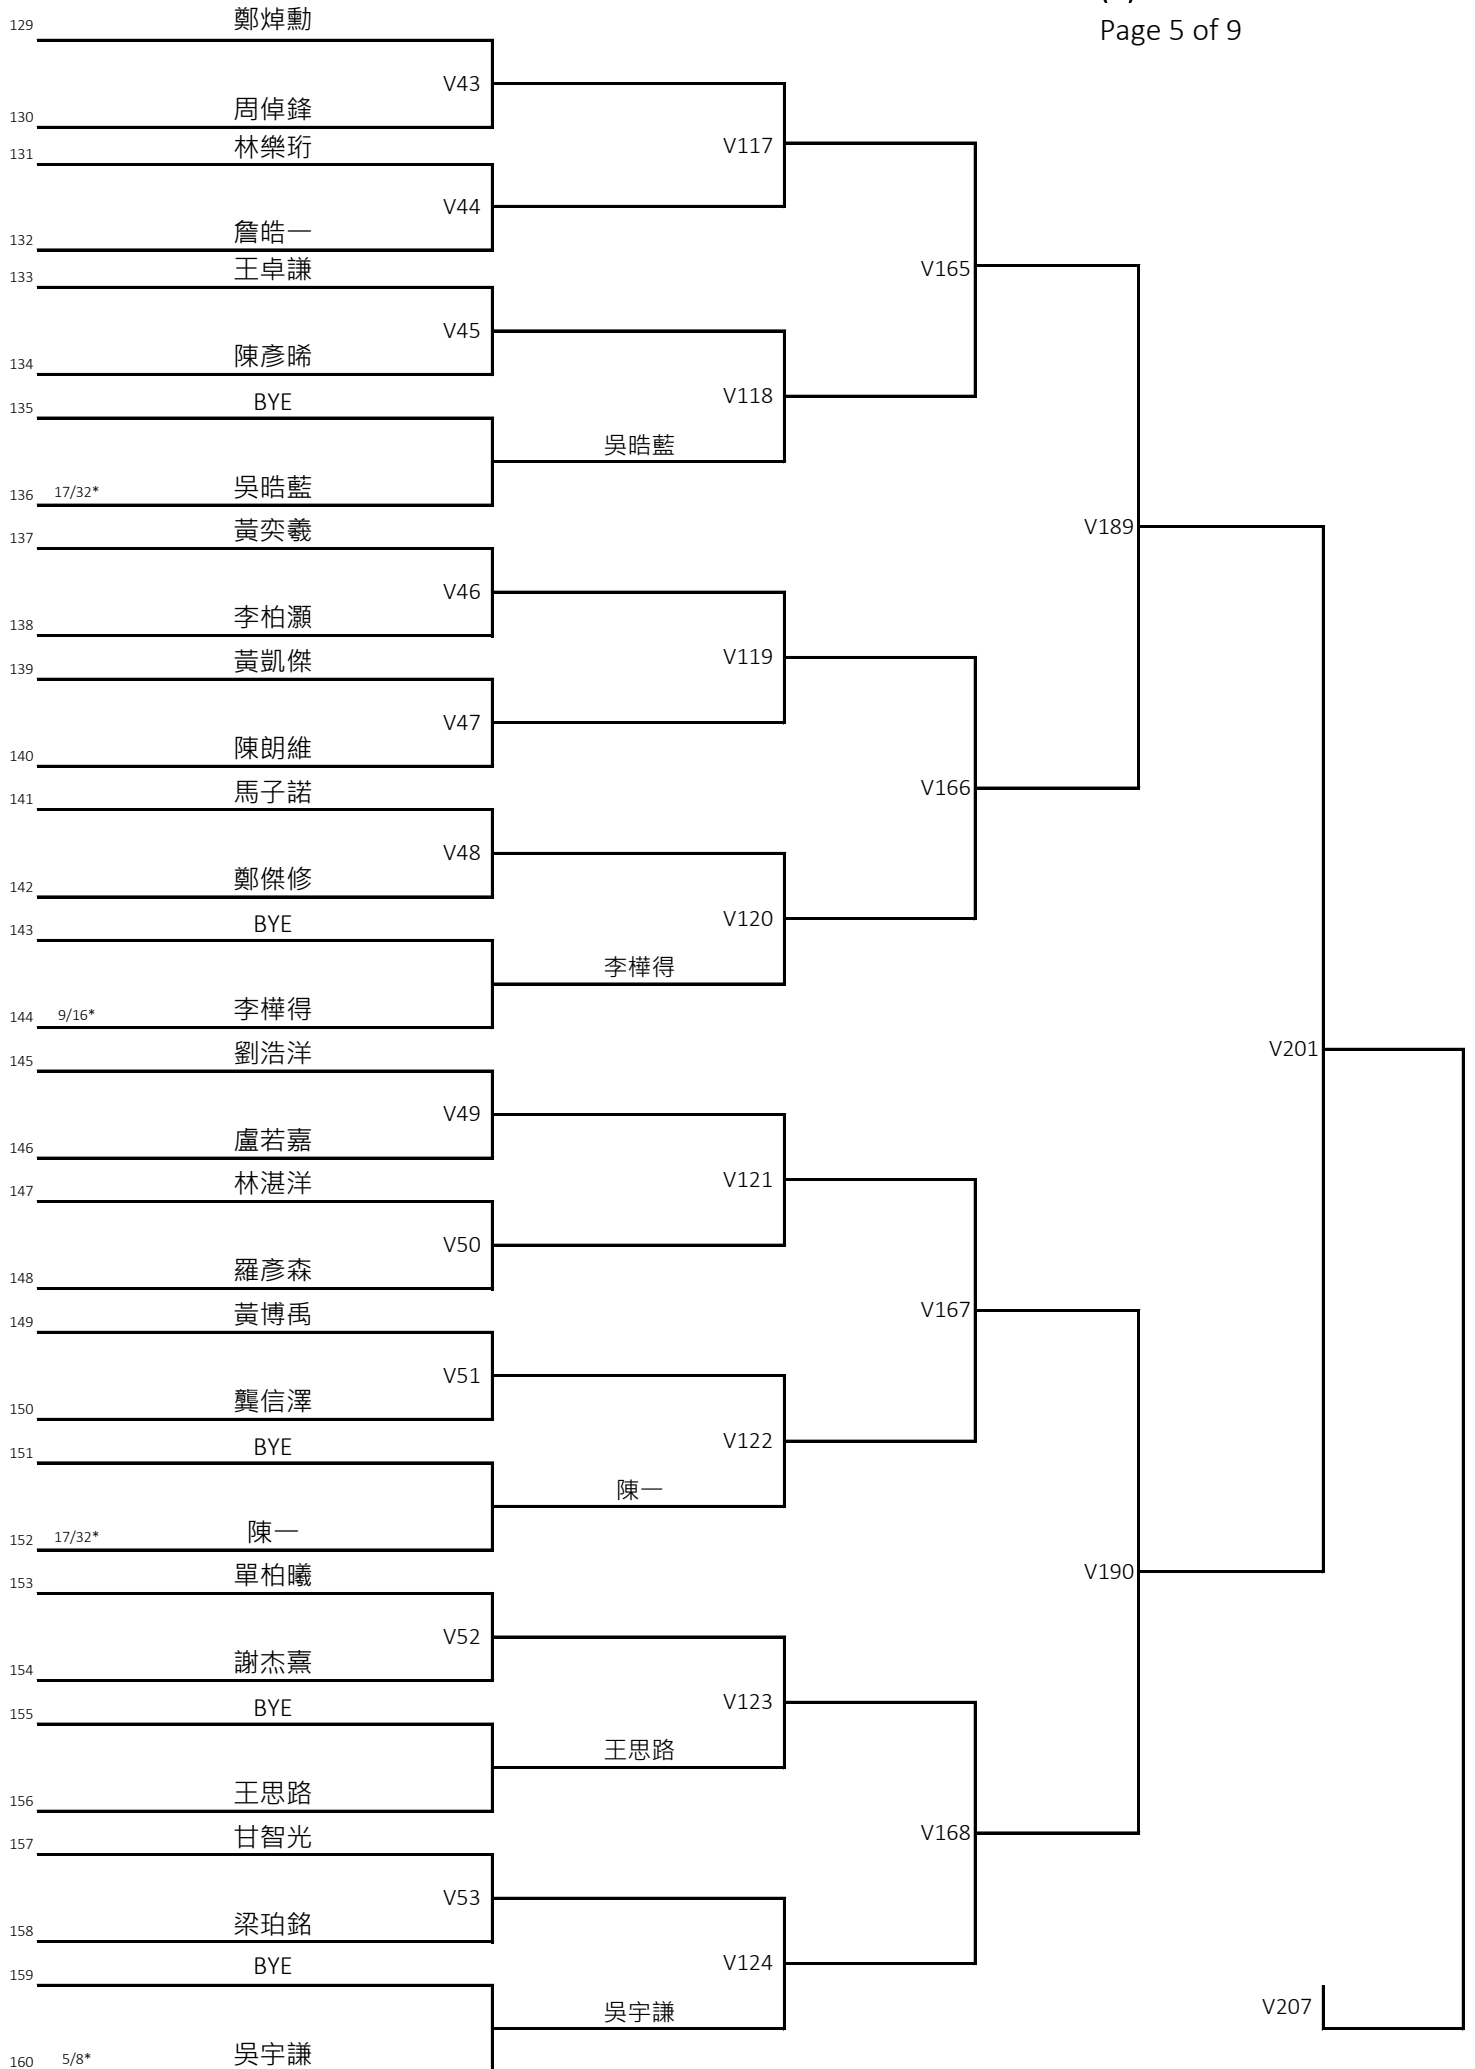 Page 5 of 9
129 鄭焯勳
V43
130 周倬鋒
V117
131 林樂珩
V44
132 詹皓一
V165
133 王卓謙
V45
134 陳彥晞
V118
135 BYE
吳晧藍
136 17/32* 吳晧藍
V189
137 黃奕羲
V46
138 李柏灝
V119
139 黃凱傑
V47
140 陳朗維
V166
141 馬子諾
V48
142 鄭傑修
V120
143 BYE
李樺得
144 9/16* 李樺得
V201
145 劉浩洋
V49
146 盧若嘉
V121
147 林湛洋
V50
148 羅彥森
V167
149 黃博禹
V51
150 龔信澤
V122
151 BYE
陳一
152 17/32* 陳一
V190
153 單柏曦
V52
154 謝杰熹
V123
155 BYE
王思路
156 王思路
V168
157 甘智光
V53
158 梁珀銘
V124
159 BYE
吳宇謙
V207
160 5/8* 吳宇謙